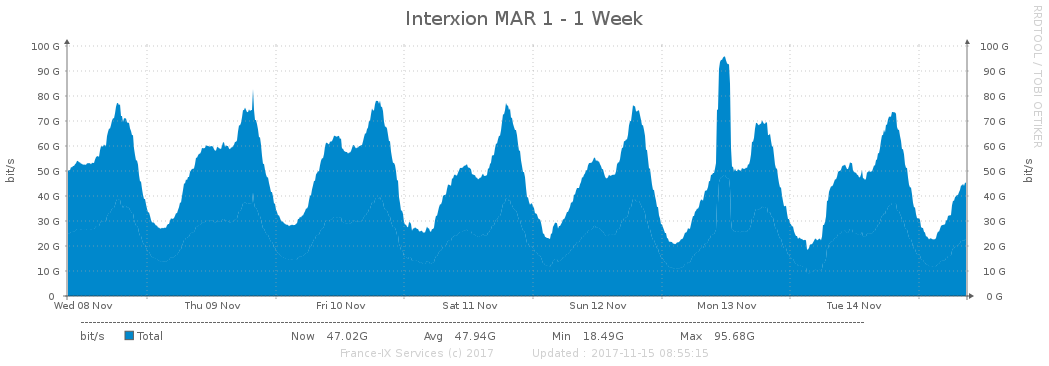 Interxion MAR 1 - 1 Week
RRDTOOL / TOBI OETIKER
bit/s
100 G
90 G
80 G
70 G
60 G
50 G
40 G
30 G
20 G
10 G
0
100 G
90 G
80 G
70 G
60 G
50 G
40 G
30 G
20 G
10 G
0 G
bit/s
Wed 08 Nov Thu 09 Nov Fri 10 Nov Sat 11 Nov Sun 12 Nov Mon 13 Nov Tue 14 Nov
bit/s Total Now 47.02G Avg 47.94G Min 18.49G Max 95.68G
France-IX Services (c) 2017 Updated : 2017-11-15 08:55:15